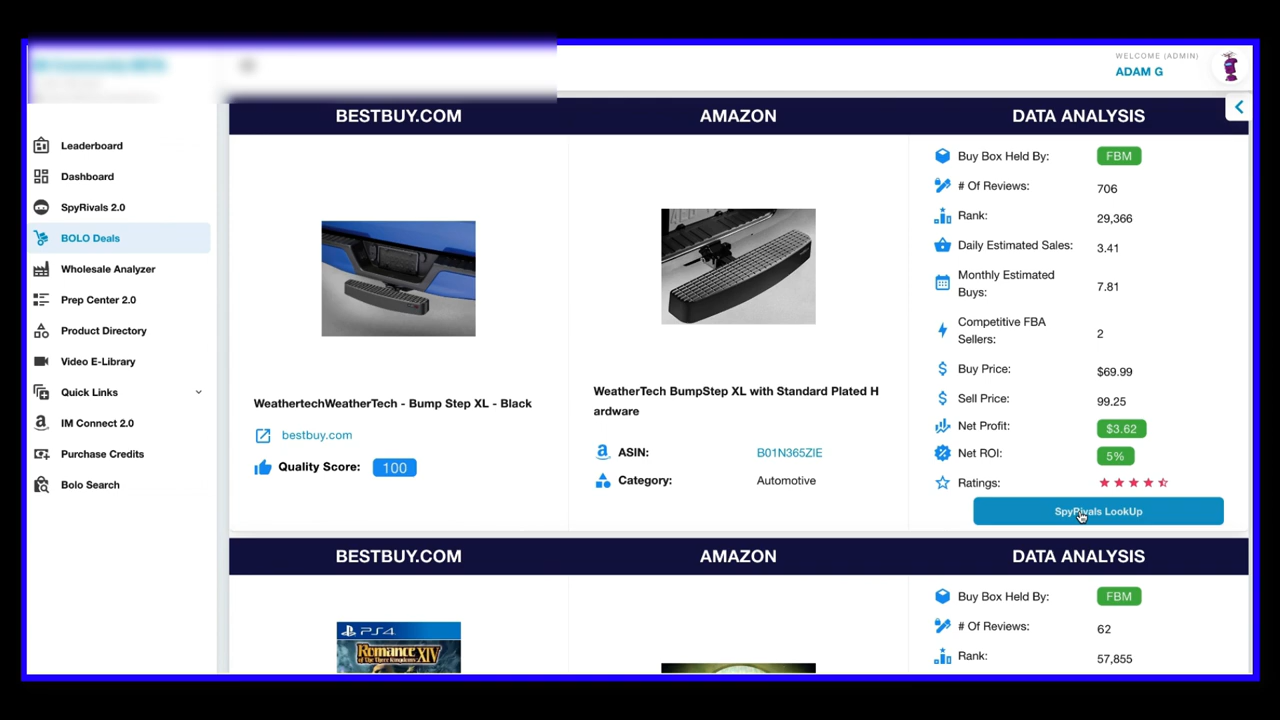 WELCOME (ADMIN)
ADAM G
Leaderboard
Dashboard
SpyRivals 2.0
BOLO Deals
Wholesale Analyzer
Prep Center 2.0
Product Directory
Video E-Library
Quick Links
IM Connect 2.0
Purchase Credits
Bolo Search
BESTBUY.COM
AMAZON
DATA ANALYSIS
WeathertechWeatherTech - Bump Step XL - Black
bestbuy.com
Quality Score: 100
WeatherTech BumpStep XL with Standard Plated H
ardware
ASIN: B01N365ZIE
Category: Automotive
Buy Box Held By: FBM
# Of Reviews: 706
Rank: 29,366
Daily Estimated Sales: 3.41
Monthly Estimated
Buys: 7.81
Competitive FBA
Sellers: 2
Buy Price: $69.99
Sell Price: 99.25
Net Profit: $3.62
Net ROI: 5%
Ratings:
SpyRivals LookUp
BESTBUY.COM
AMAZON
DATA ANALYSIS
PS4
Romance XIV
of The Three Kingdoms
Buy Box Held By: FBM
# Of Reviews: 62
Rank: 57,855